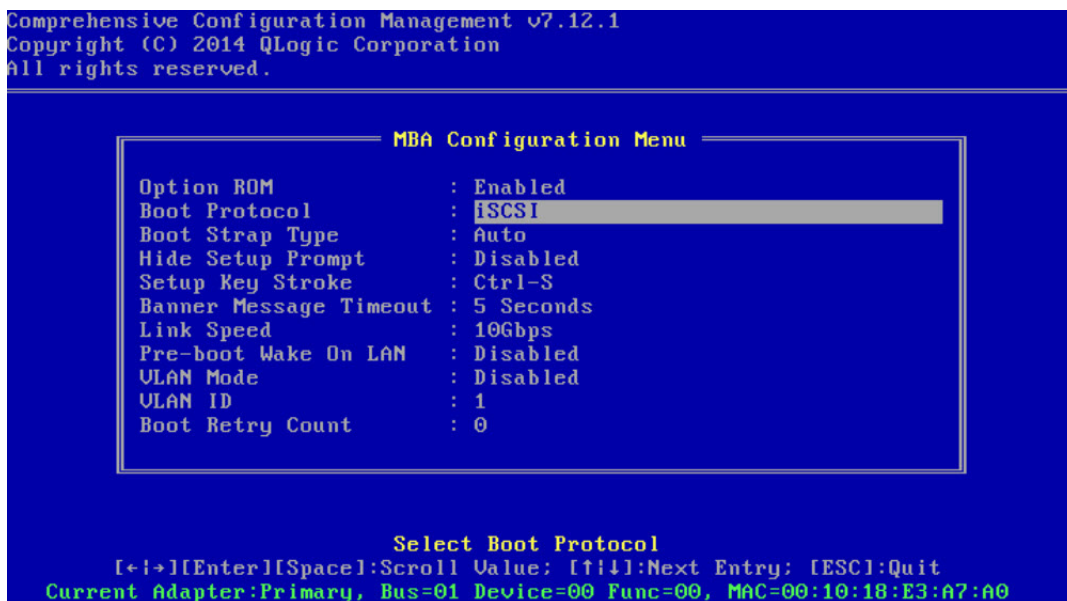 Comprehensive Configuration Management v7.12.1
Copyright (C) 2014 QLogic Corporation
All rights reserved.
MBA Configuration Menu
Option ROM : Enabled
Boot Protocol : iSCSI
Boot Strap Type : Auto
Hide Setup Prompt : Disabled
Setup Key Stroke : Ctrl-S
Banner Message Timeout : 5 Seconds
Link Speed : 10Gbps
Pre-boot Wake On LAN : Disabled
VLAN Mode : Disabled
VLAN ID : 1
Boot Retry Count : 0
Select Boot Protocol
[←|→][Enter][Space]:Scroll Value; [↑|↓]:Next Entry; [ESC]:Quit
Current Adapter:Primary, Bus=01 Device=00 Func=00, MAC=00:10:18:E3:A7:A0